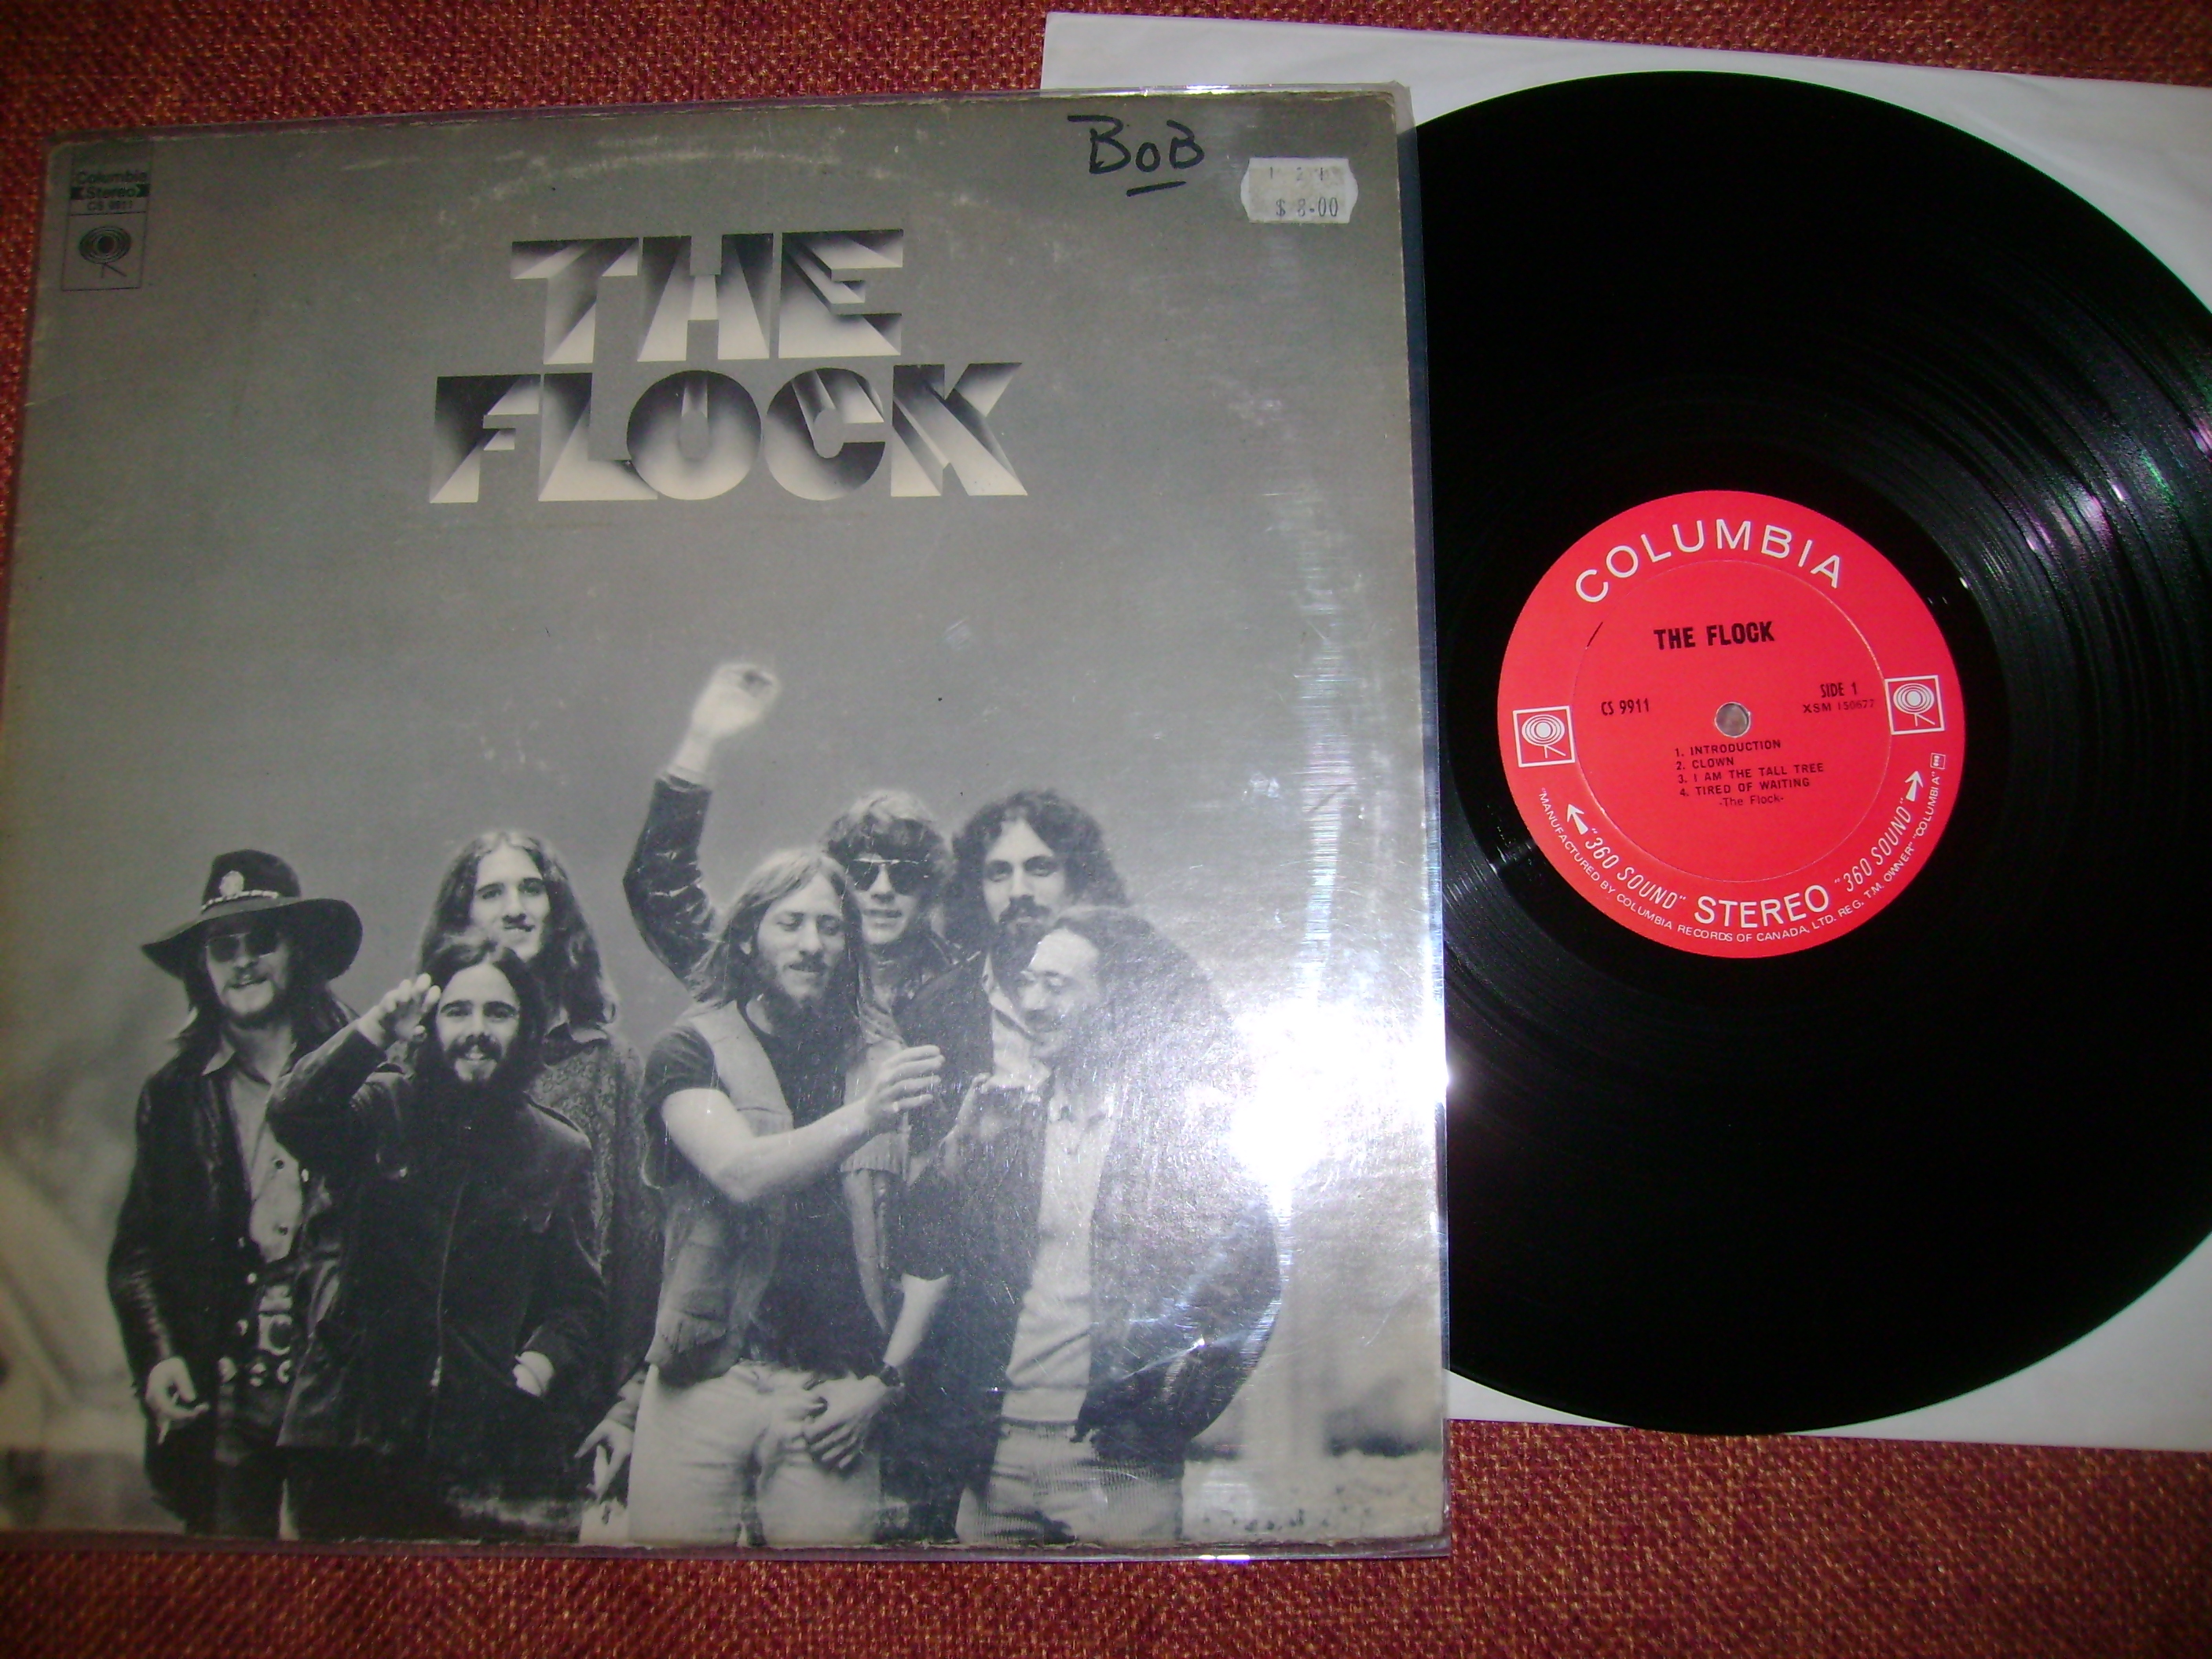 Columbia
Stereo
CS 9911
BOB
$ 8-00
THE
FLOCK
COLUMBIA
THE FLOCK
CS 9911
SIDE 1
XSM 150677
1. INTRODUCTION
2. CLOWN
3. I AM THE TALL TREE
4. TIRED OF WAITING
-The Flock-
"360 SOUND" STEREO "360 SOUND"
"MANUFACTURED BY COLUMBIA RECORDS OF CANADA, LTD. REG. T.M. OWNER" "COLUMBIA"